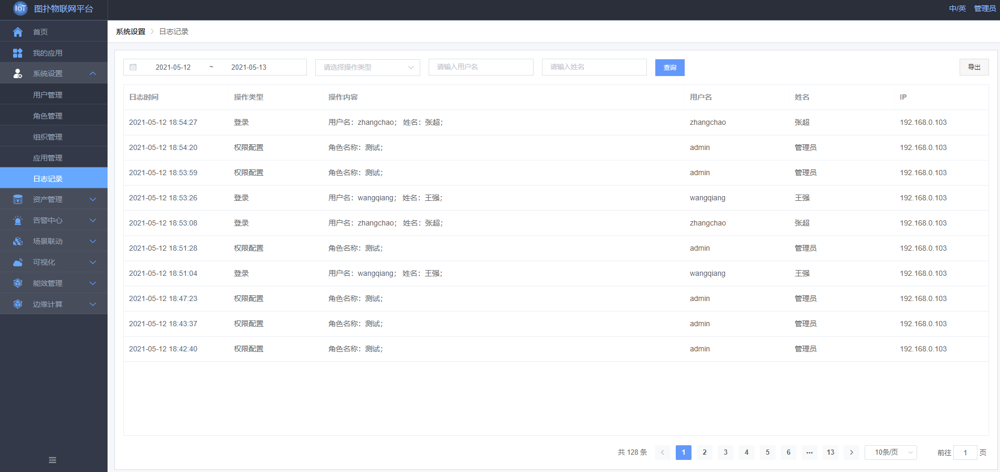 IoT 图扑物联网平台
中/英 管理员
首页
我的应用
系统设置
用户管理
角色管理
组织管理
应用管理
日志记录
资产管理
告警中心
场景联动
可视化
能效管理
边缘计算
系统设置 日志记录
2021-05-12 ~ 2021-05-13 请选择操作类型 请输入用户名 请输入姓名 查询 导出
日志时间 操作类型 操作内容 用户名 姓名 IP
2021-05-12 18:54:27 登录 用户名：zhangchao； 姓名：张超； zhangchao 张超 192.168.0.103
2021-05-12 18:54:20 权限配置 角色名称：测试； admin 管理员 192.168.0.103
2021-05-12 18:53:59 权限配置 角色名称：测试； admin 管理员 192.168.0.103
2021-05-12 18:53:26 登录 用户名：wangqiang； 姓名：王强； wangqiang 王强 192.168.0.103
2021-05-12 18:53:08 登录 用户名：zhangchao； 姓名：张超； zhangchao 张超 192.168.0.103
2021-05-12 18:51:28 权限配置 角色名称：测试； admin 管理员 192.168.0.103
2021-05-12 18:51:04 登录 用户名：wangqiang； 姓名：王强； wangqiang 王强 192.168.0.103
2021-05-12 18:47:23 权限配置 角色名称：测试； admin 管理员 192.168.0.103
2021-05-12 18:43:37 权限配置 角色名称：测试； admin 管理员 192.168.0.103
2021-05-12 18:42:40 权限配置 角色名称：测试； admin 管理员 192.168.0.103
共 128 条 1 2 3 4 5 6 ••• 13 10条/页 前往 1 页